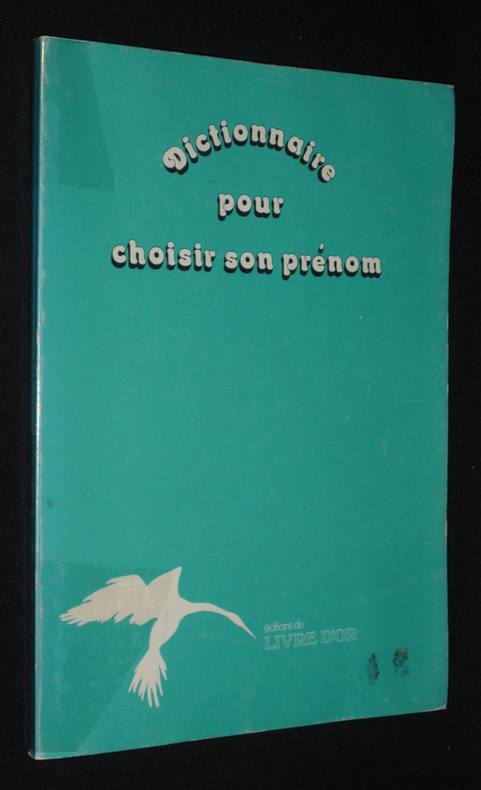 Dictionnaire
pour
choisir son prénom
éditions du
LIVRE D'OR